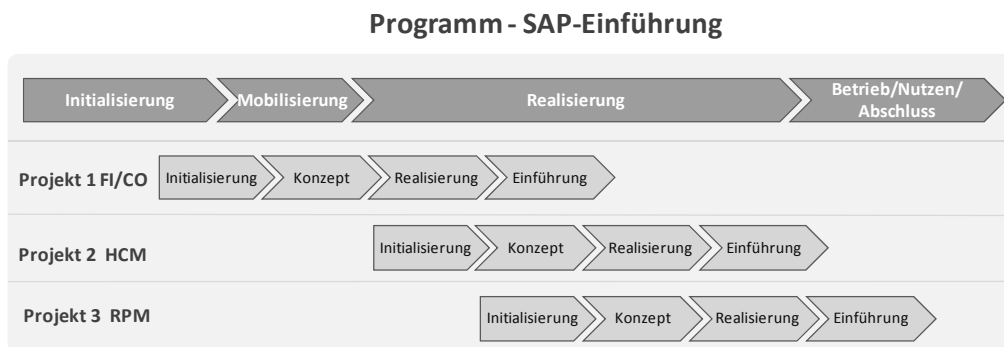 Programm - SAP-Einführung
Initialisierung
Mobilisierung
Realisierung
Betrieb/Nutzen/
Abschluss
Projekt 1 FI/CO
Initialisierung
Konzept
Realisierung
Einführung
Projekt 2 HCM
Initialisierung
Konzept
Realisierung
Einführung
Projekt 3 RPM
Initialisierung
Konzept
Realisierung
Einführung